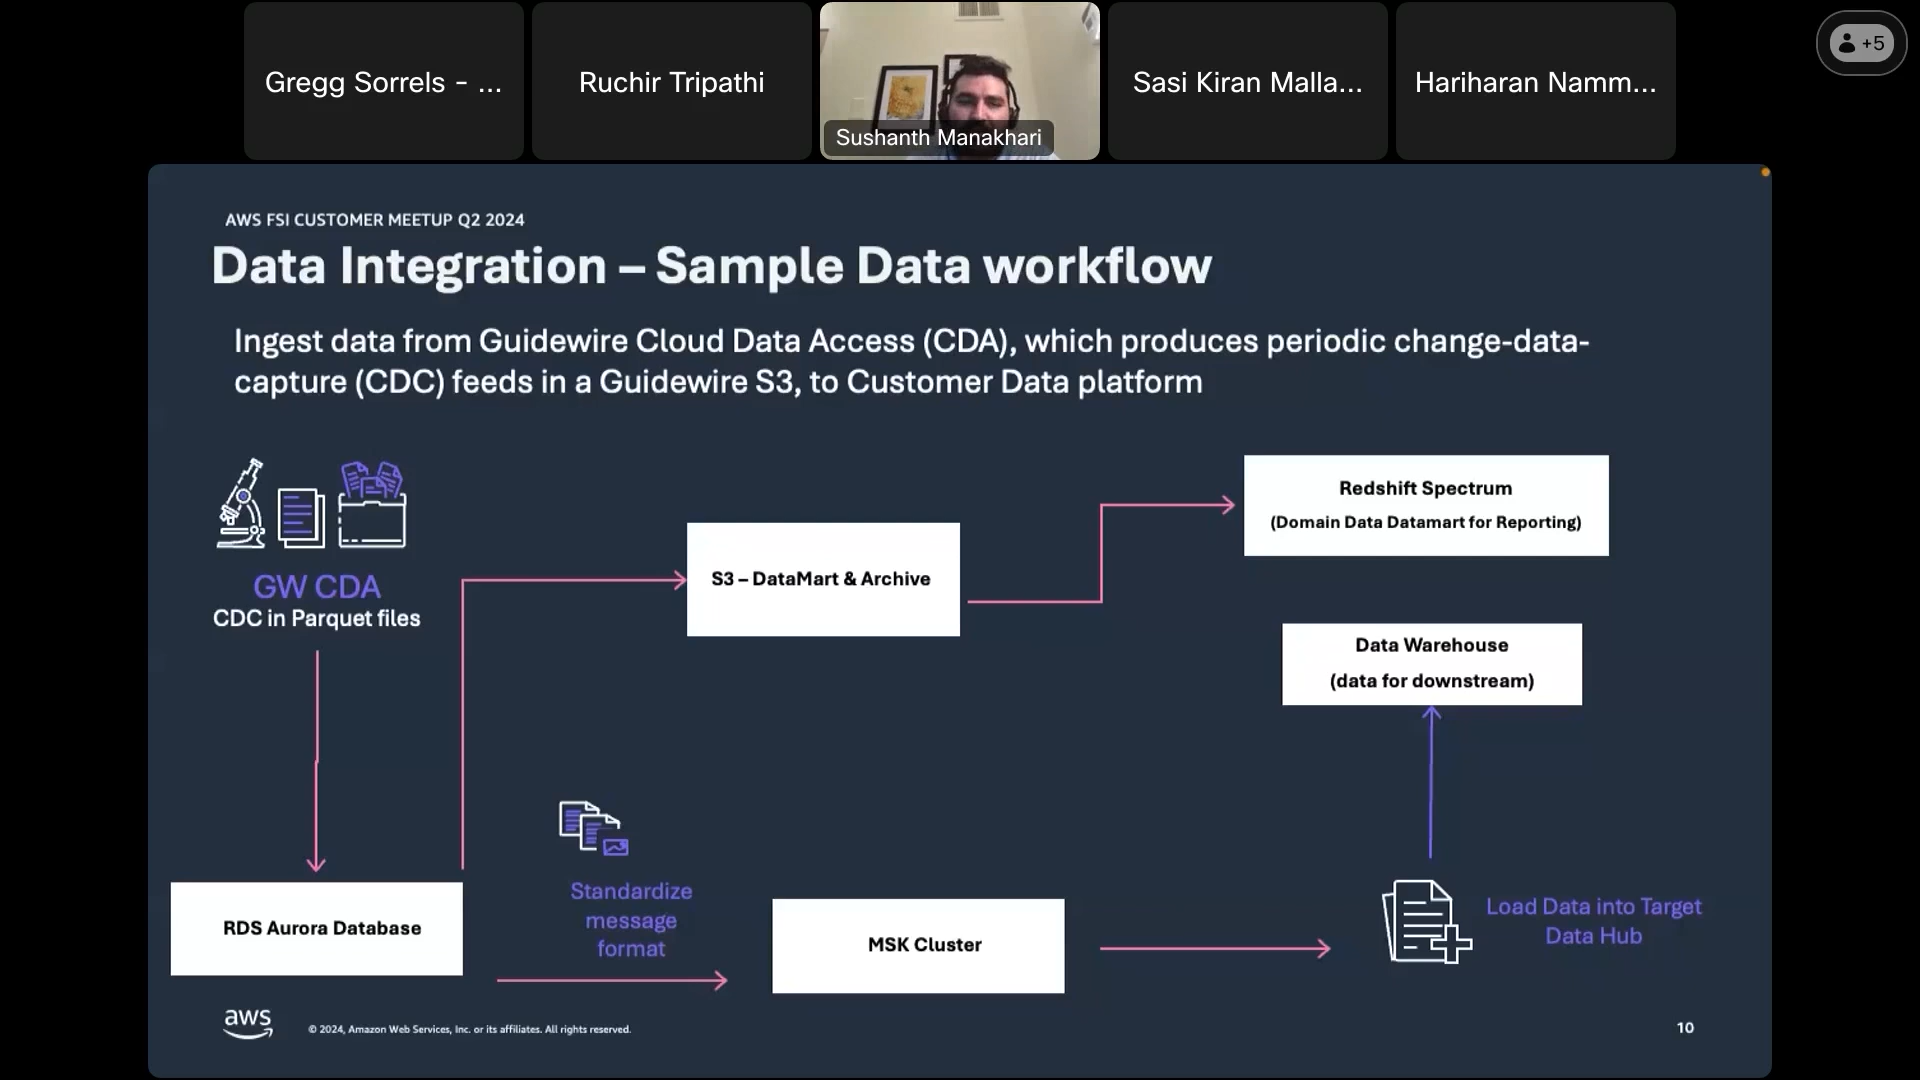 Gregg Sorrels - ...
Ruchir Tripathi
Sushanth Manakhari
Sasi Kiran Malla...
Hariharan Namm...
+5
AWS FSI CUSTOMER MEETUP Q2 2024
Data Integration – Sample Data workflow
Ingest data from Guidewire Cloud Data Access (CDA), which produces periodic change-data-
capture (CDC) feeds in a Guidewire S3, to Customer Data platform
GW CDA
CDC in Parquet files
S3 – DataMart & Archive
Redshift Spectrum
(Domain Data Datamart for Reporting)
Data Warehouse
(data for downstream)
RDS Aurora Database
Standardize
message
format
MSK Cluster
Load Data into Target
Data Hub
aws
© 2024, Amazon Web Services, Inc. or its affiliates. All rights reserved.
10